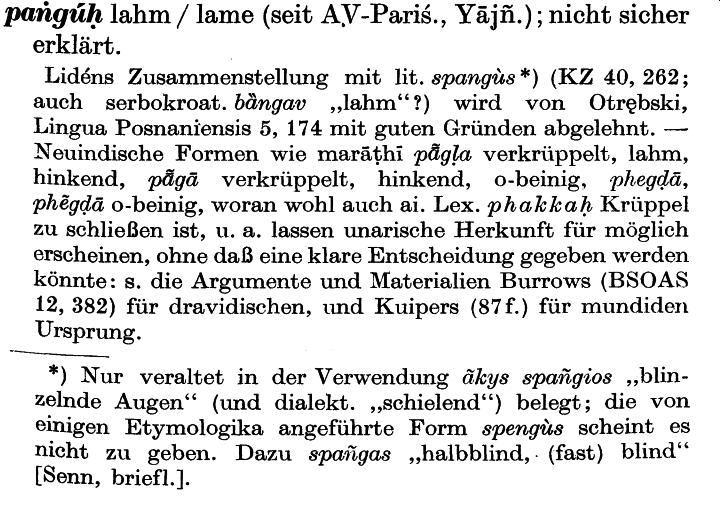 paṅgúḥ lahm / lame (seit AV-Pariś., Yājñ.); nicht sicher
erklärt.
Lidéns Zusammenstellung mit lit. spangùs*) (KZ 40, 262;
auch serbokroat. bȁngav „lahm“?) wird von Otrębski,
Lingua Posnaniensis 5, 174 mit guten Gründen abgelehnt. —
Neuindische Formen wie marāṭhī pā̃gḷa verkrüppelt, lahm,
hinkend, pā̃gā verkrüppelt, hinkend, o-beinig, phegḍā,
phẽgḍā o-beinig, woran wohl auch ai. Lex. phakkaḥ Krüppel
zu schließen ist, u. a. lassen unarische Herkunft für möglich
erscheinen, ohne daß eine klare Entscheidung gegeben werden
könnte: s. die Argumente und Materialien Burrows (BSOAS
12, 382) für dravidischen, und Kuipers (87f.) für mundiden
Ursprung.
*) Nur veraltet in der Verwendung ãkys spañgios „blin-
zelnde Augen“ (und dialekt. „schielend“) belegt; die von
einigen Etymologika angeführte Form spengùs scheint es
nicht zu geben. Dazu spañgas „halbblind, (fast) blind“
[Senn, briefl.].